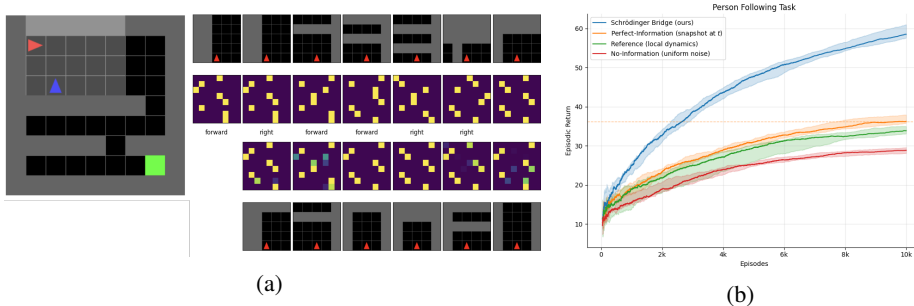 forward
right
forward
forward
right
right
(a)
Person Following Task
Schrödinger Bridge (ours)
Perfect-Information (snapshot at t)
Reference (local dynamics)
No-Information (uniform noise)
Episodic Return
60
50
40
30
20
10
0
2k
4k
6k
8k
10k
Episodes
(b)